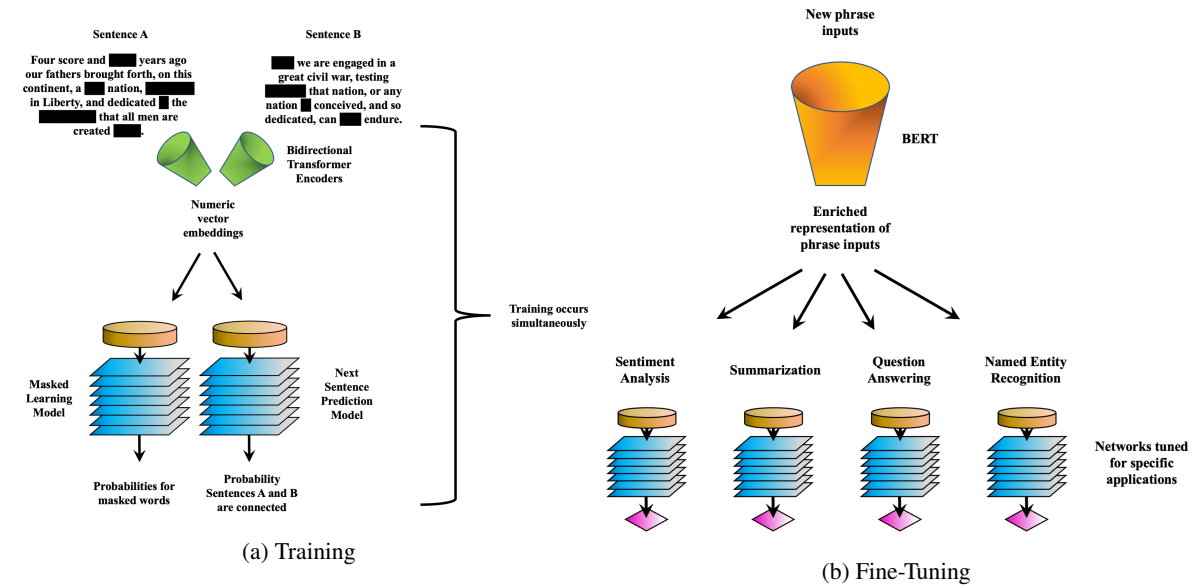 Sentence A
Four score and years ago
our fathers brought forth, on this
continent, a nation,
in Liberty, and dedicated the
that all men are
created .
Sentence B
we are engaged in a
great civil war, testing
that nation, or any
nation conceived, and so
dedicated, can endure.
Bidirectional
Transformer
Encoders
Numeric
vector
embeddings
Training occurs
simultaneously
Masked
Learning
Model
Next
Sentence
Prediction
Model
Probabilities for
masked words
Probability
Sentences A and B
are connected
(a) Training
New phrase
inputs
BERT
Enriched
representation of
phrase inputs
Sentiment
Analysis
Summarization
Question
Answering
Named Entity
Recognition
Networks tuned
for specific
applications
(b) Fine-Tuning